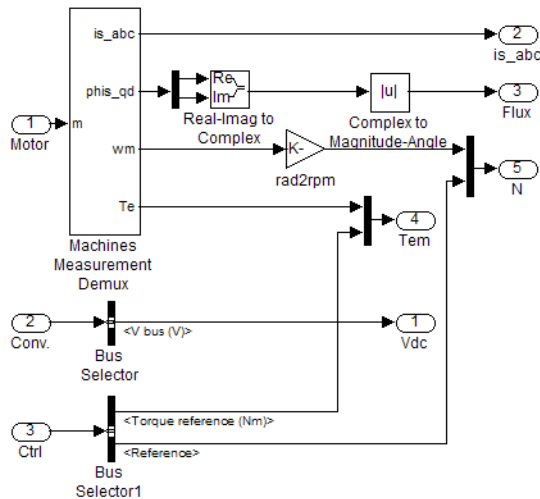 is_abc
2
is_abc
phis_qd
Re
Im
|u|
3
Flux
1
Motor
m
Real-Imag to
Complex
Complex to
Magnitude-Angle
wm
K-
rad2rpm
5
N
Te
4
Tem
Machines
Measurement
Demux
2
Conv.
<V bus (V)>
1
Vdc
Bus
Selector
3
Ctrl
<Torque reference (Nm)>
<Reference>
Bus
Selector1